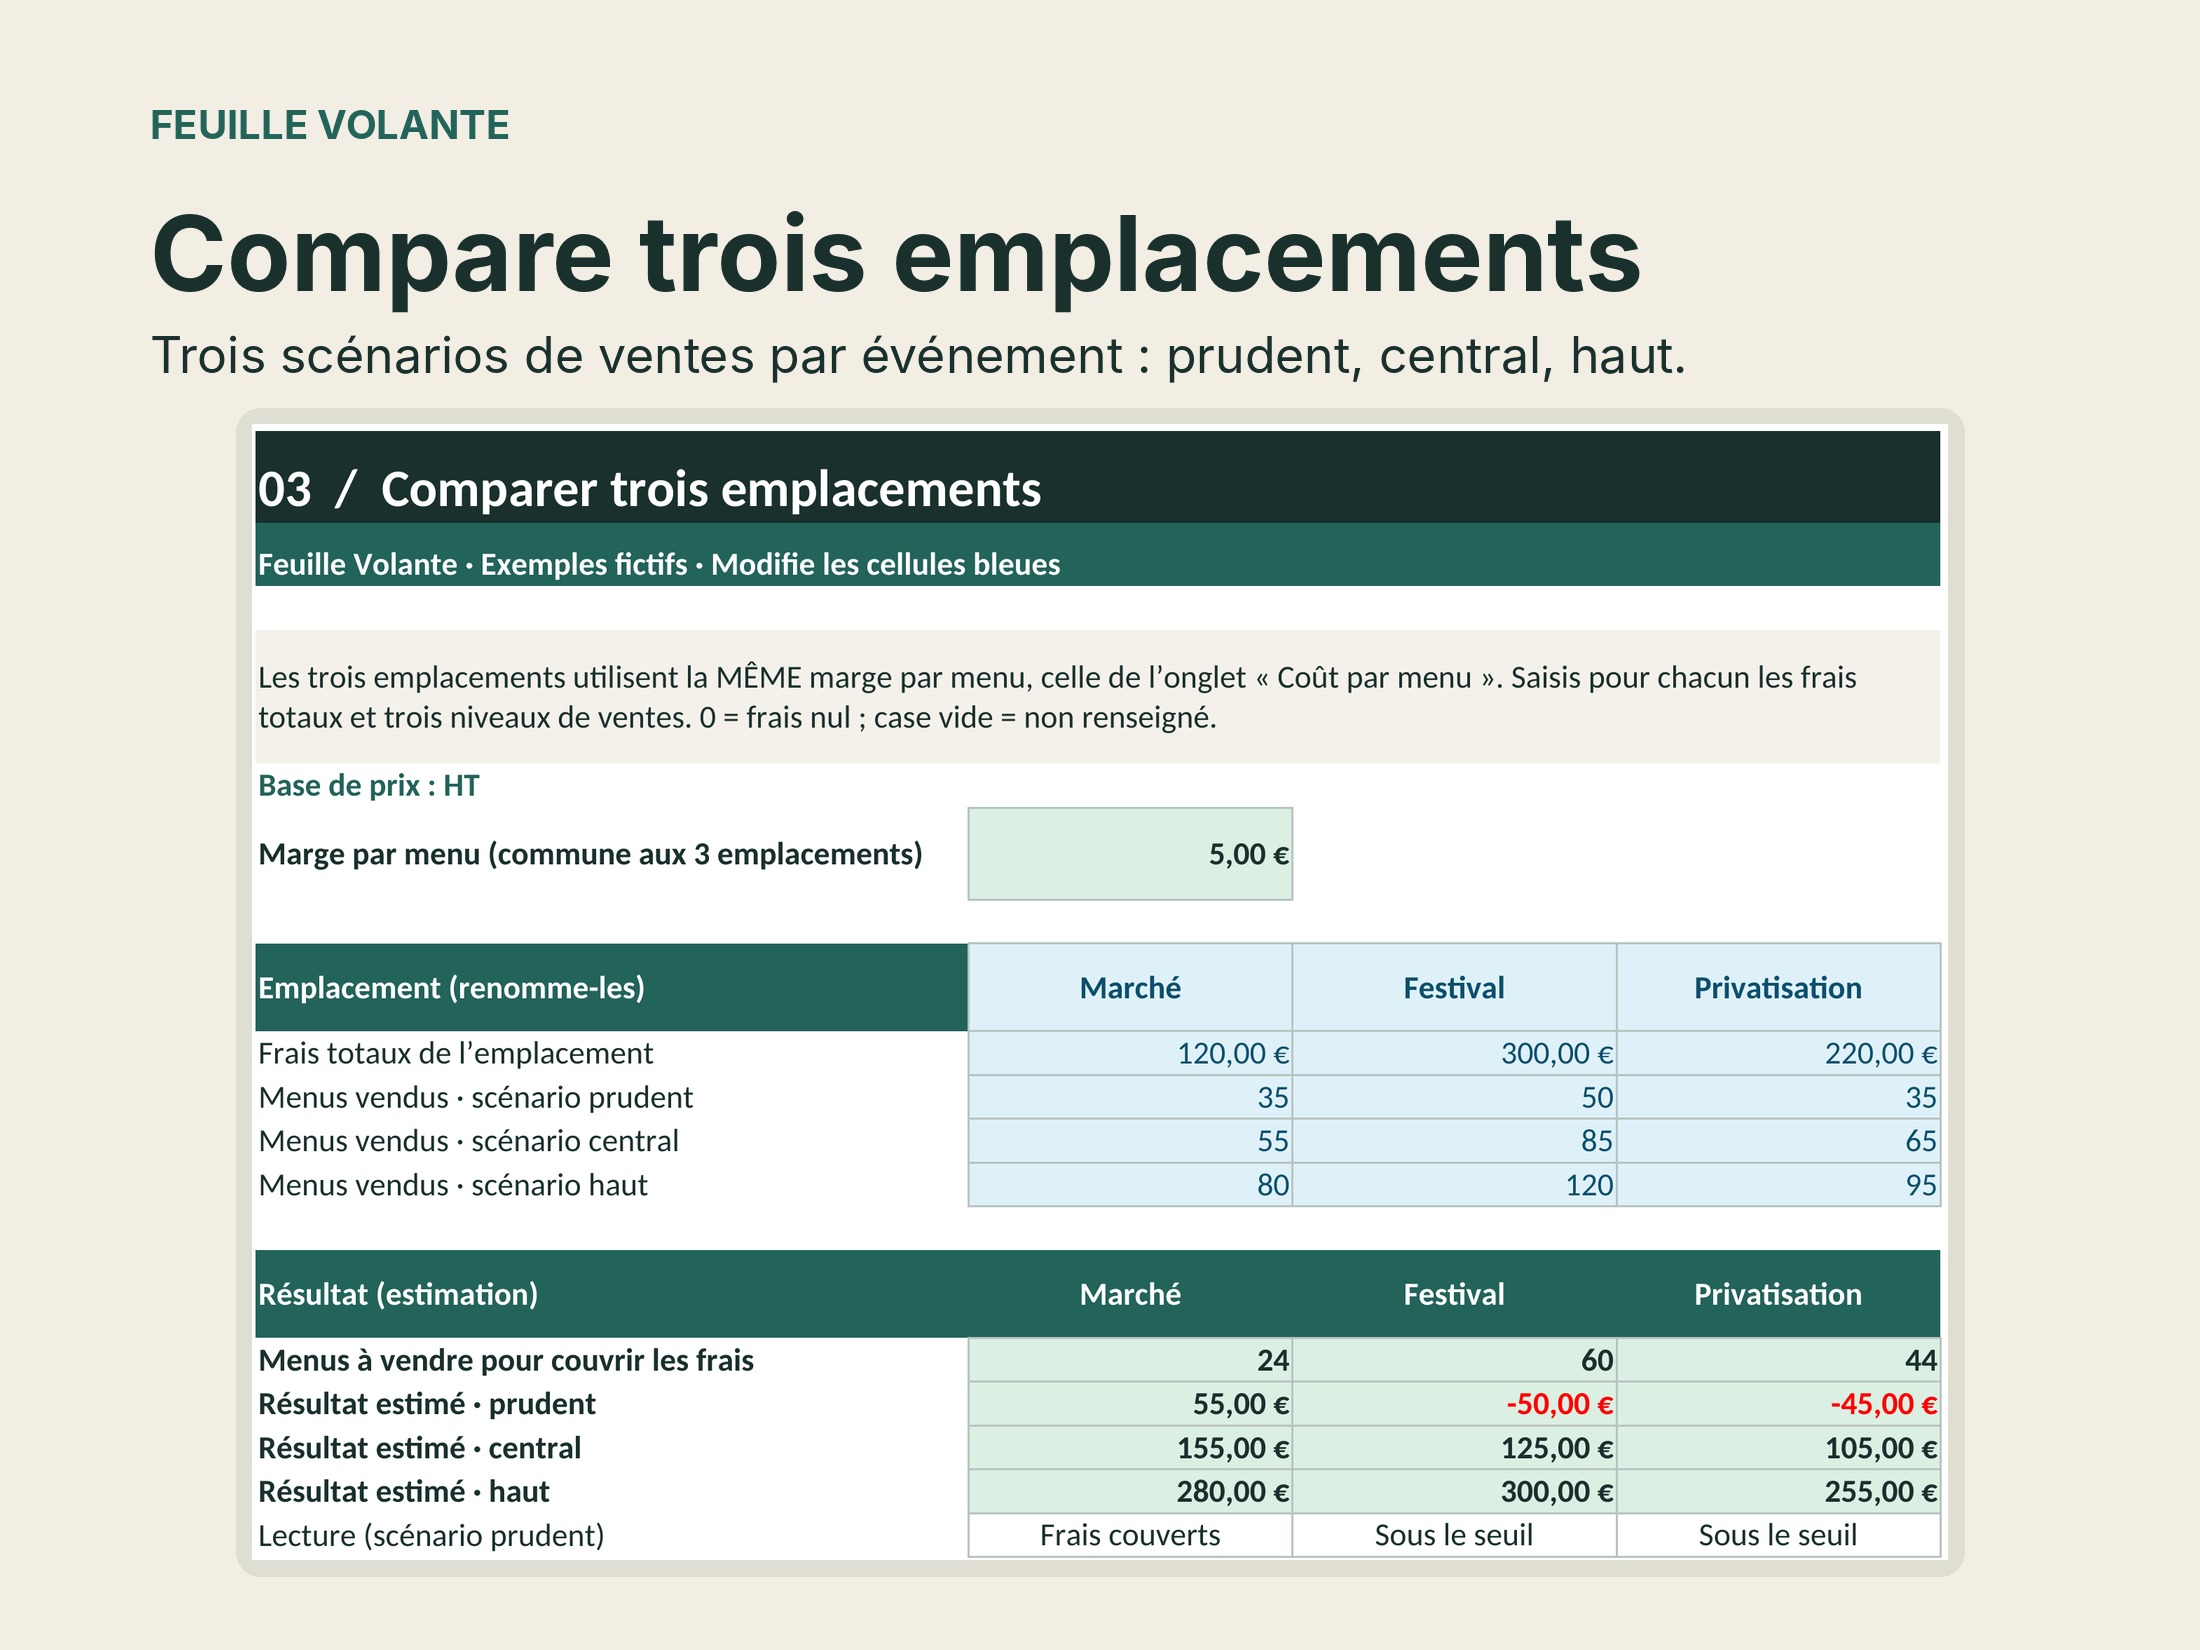 FEUILLE VOLANTE
Compare trois emplacements
Trois scénarios de ventes par événement : prudent, central, haut.
03 / Comparer trois emplacements
Feuille Volante · Exemples fictifs · Modifie les cellules bleues
Les trois emplacements utilisent la MÊME marge par menu, celle de l’onglet « Coût par menu ». Saisis pour chacun les frais
totaux et trois niveaux de ventes. 0 = frais nul ; case vide = non renseigné.
Base de prix : HT
Marge par menu (commune aux 3 emplacements) 5,00 €
Emplacement (renomme-les) Marché Festival Privatisation
Frais totaux de l’emplacement 120,00 € 300,00 € 220,00 €
Menus vendus · scénario prudent 35 50 35
Menus vendus · scénario central 55 85 65
Menus vendus · scénario haut 80 120 95
Résultat (estimation) Marché Festival Privatisation
Menus à vendre pour couvrir les frais 24 60 44
Résultat estimé · prudent 55,00 € -50,00 € -45,00 €
Résultat estimé · central 155,00 € 125,00 € 105,00 €
Résultat estimé · haut 280,00 € 300,00 € 255,00 €
Lecture (scénario prudent) Frais couverts Sous le seuil Sous le seuil